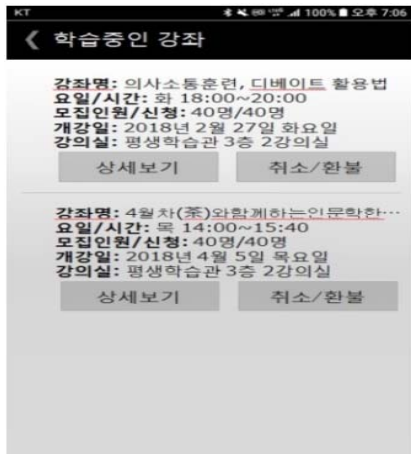 KT 100% 오후 7:06
학습중인 강좌
강좌명: 의사소통훈련, 디베이트 활용법
요일/시간: 화 18:00~20:00
모집인원/신청: 40명/40명
개강일: 2018년 2월 27일 화요일
강의실: 평생학습관 3층 2강의실
상세보기 취소/환불
강좌명: 4월차(茶)와함께하는인문학한…
요일/시간: 목 14:00~15:40
모집인원/신청: 40명/40명
개강일: 2018년 4월 5일 목요일
강의실: 평생학습관 3층 2강의실
상세보기 취소/환불